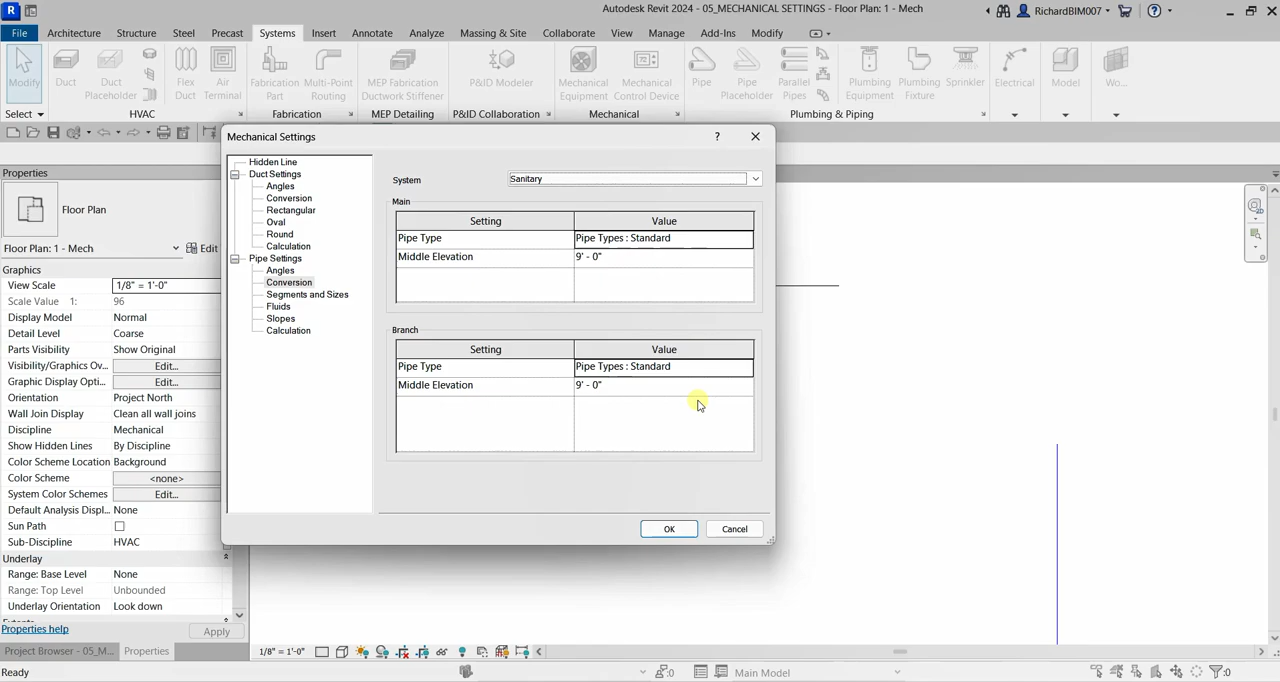 R
Autodesk Revit 2024 - 05_MECHANICAL SETTINGS - Floor Plan: 1 - Mech
RichardBIM007
File Architecture Structure Steel Precast Systems Insert Annotate Analyze Massing & Site Collaborate View Manage Add-Ins Modify
Modify
Duct
Duct Placeholder
Flex Duct
Air Terminal
Fabrication Part
Multi-Point Routing
MEP Fabrication Ductwork Stiffener
P&ID Modeler
Mechanical Equipment
Mechanical Control Device
Pipe
Pipe Placeholder
Parallel Pipes
Plumbing Equipment
Plumbing Fixture
Sprinkler
Electrical
Model
Wo...
Select HVAC Fabrication MEP Detailing P&ID Collaboration Mechanical Plumbing & Piping
Properties
Floor Plan
Floor Plan: 1 - Mech Edit
Graphics
View Scale 1/8" = 1'-0"
Scale Value 1: 96
Display Model Normal
Detail Level Coarse
Parts Visibility Show Original
Visibility/Graphics Ov... Edit...
Graphic Display Opti... Edit...
Orientation Project North
Wall Join Display Clean all wall joins
Discipline Mechanical
Show Hidden Lines By Discipline
Color Scheme Location Background
Color Scheme <none>
System Color Schemes Edit...
Default Analysis Displ... None
Sun Path
Sub-Discipline HVAC
Underlay
Range: Base Level None
Range: Top Level Unbounded
Underlay Orientation Look down
Properties help
Apply
Project Browser - 05_M... Properties
Mechanical Settings
?
Hidden Line
Duct Settings
Angles
Conversion
Rectangular
Oval
Round
Calculation
Pipe Settings
Angles
Conversion
Segments and Sizes
Fluids
Slopes
Calculation
System Sanitary
Main
Setting Value
Pipe Type Pipe Types : Standard
Middle Elevation 9' - 0"
Branch
Setting Value
Pipe Type Pipe Types : Standard
Middle Elevation 9' - 0"
OK Cancel
1/8" = 1'-0"
Ready
:0
Main Model
:0